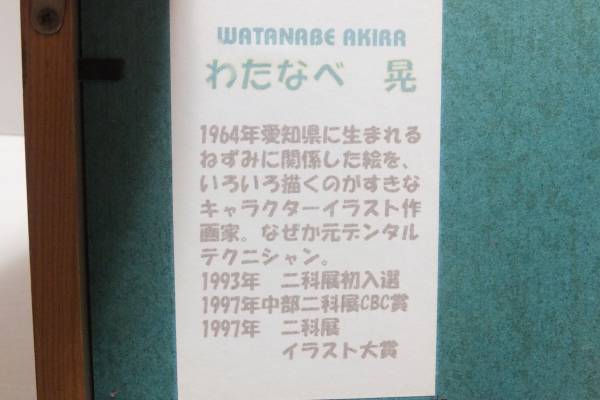 WATANABE AKIRA
わたなべ 晃
1964年愛知県に生まれる
ねずみに関係した絵を、
いろいろ描くのがすきな
キャラクターイラスト作
画家。なぜか元デンタル
テクニシャン。
1993年 二科展初入選
1997年中部二科展CBC賞
1997年 二科展
イラスト大賞